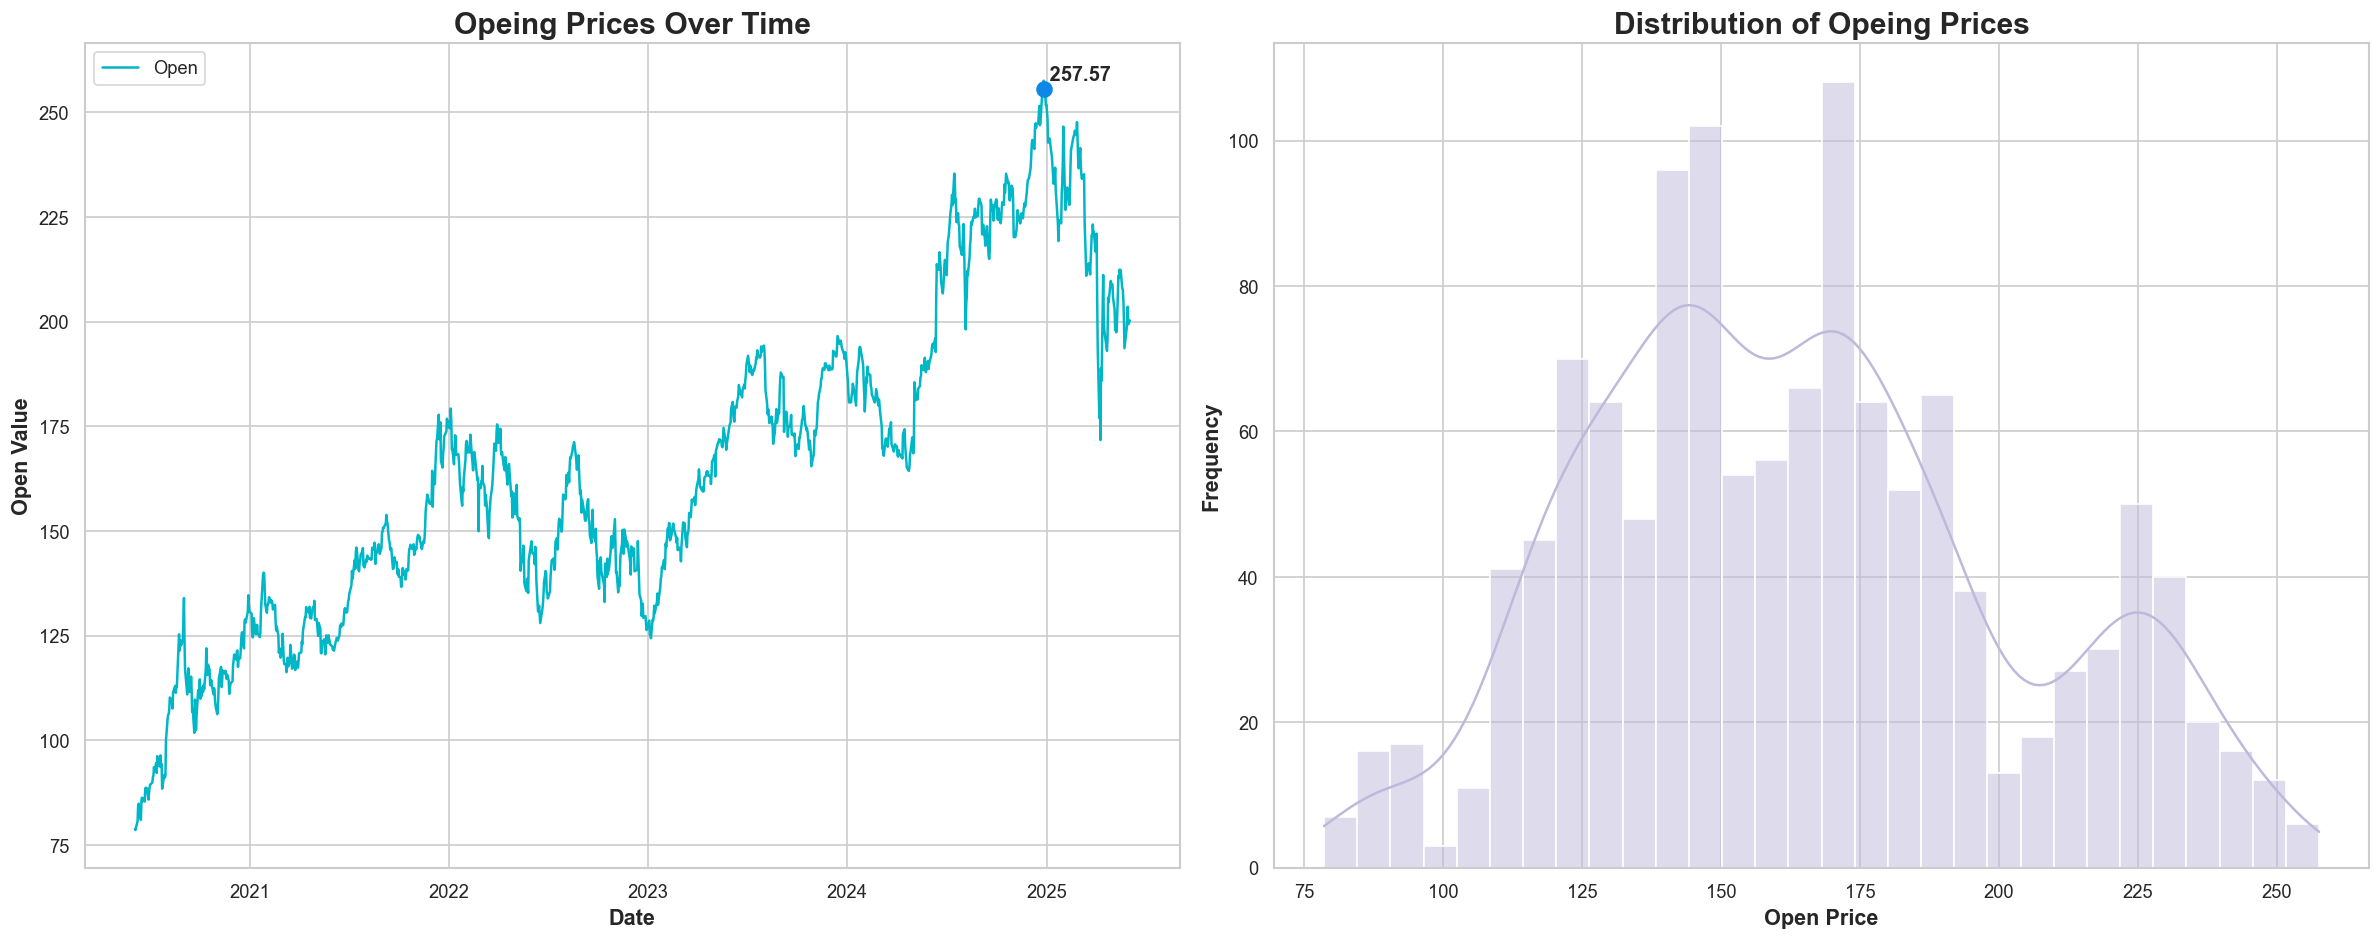 Opeing Prices Over Time
Open
257.57
250
225
200
175
150
125
100
75
Open Value
2021 2022 2023 2024 2025
Date
Distribution of Opeing Prices
100
80
60
40
20
0
Frequency
75 100 125 150 175 200 225 250
Open Price